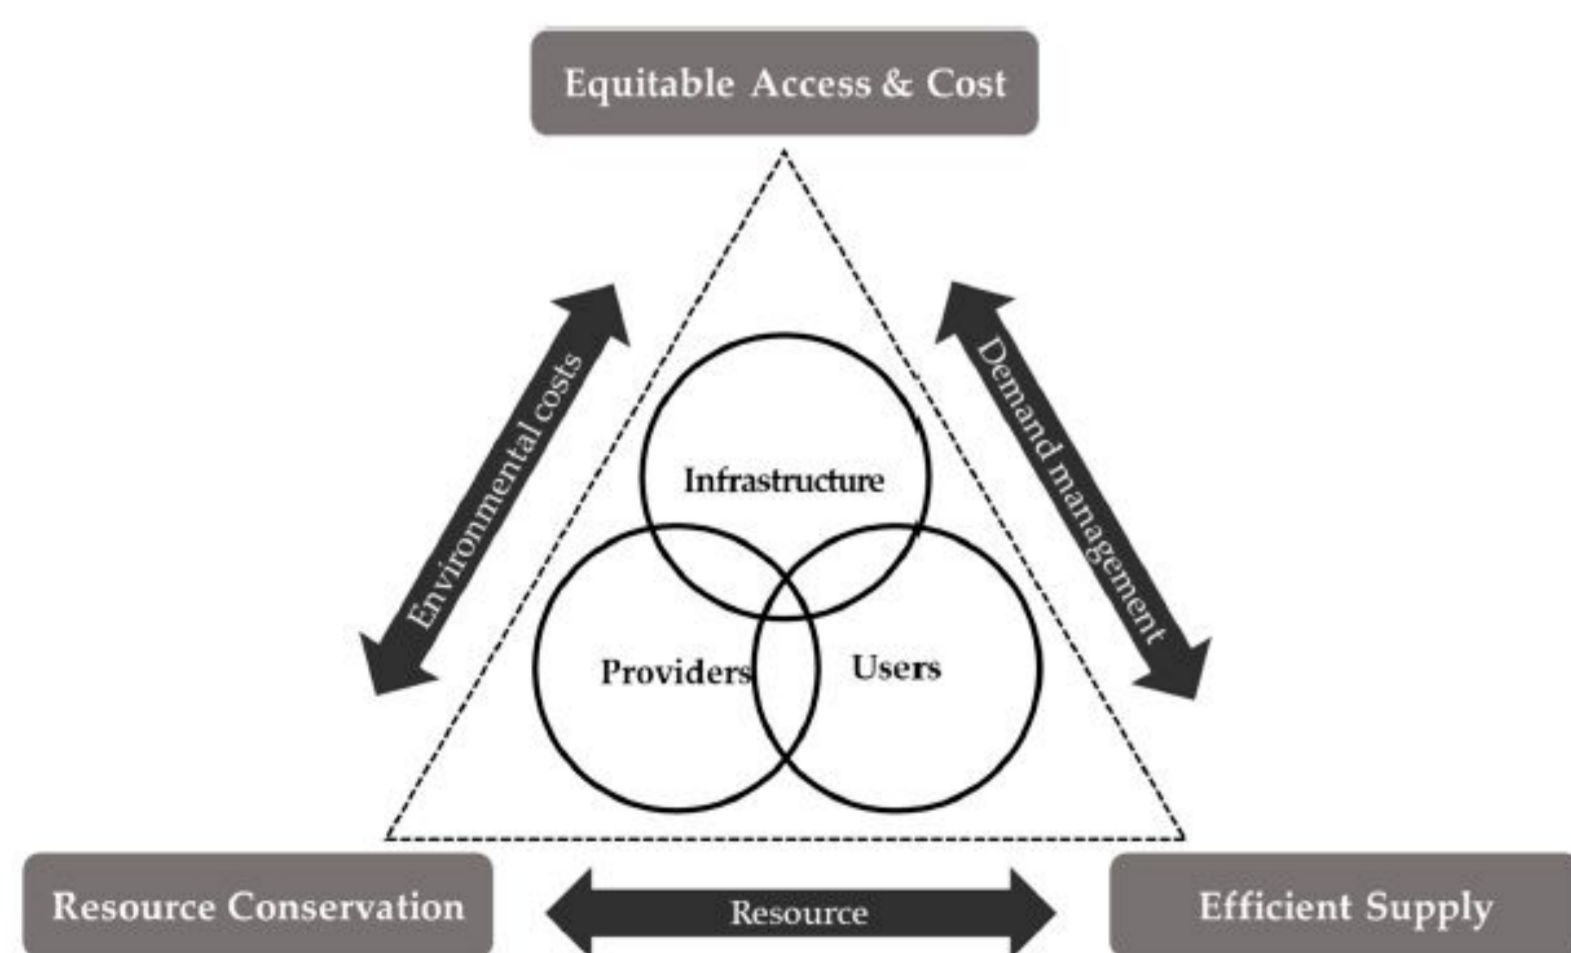 Equitable Access & Cost
Environmental costs
Demand management
Infrastructure
Providers
Users
Resource Conservation
Resource
Efficient Supply